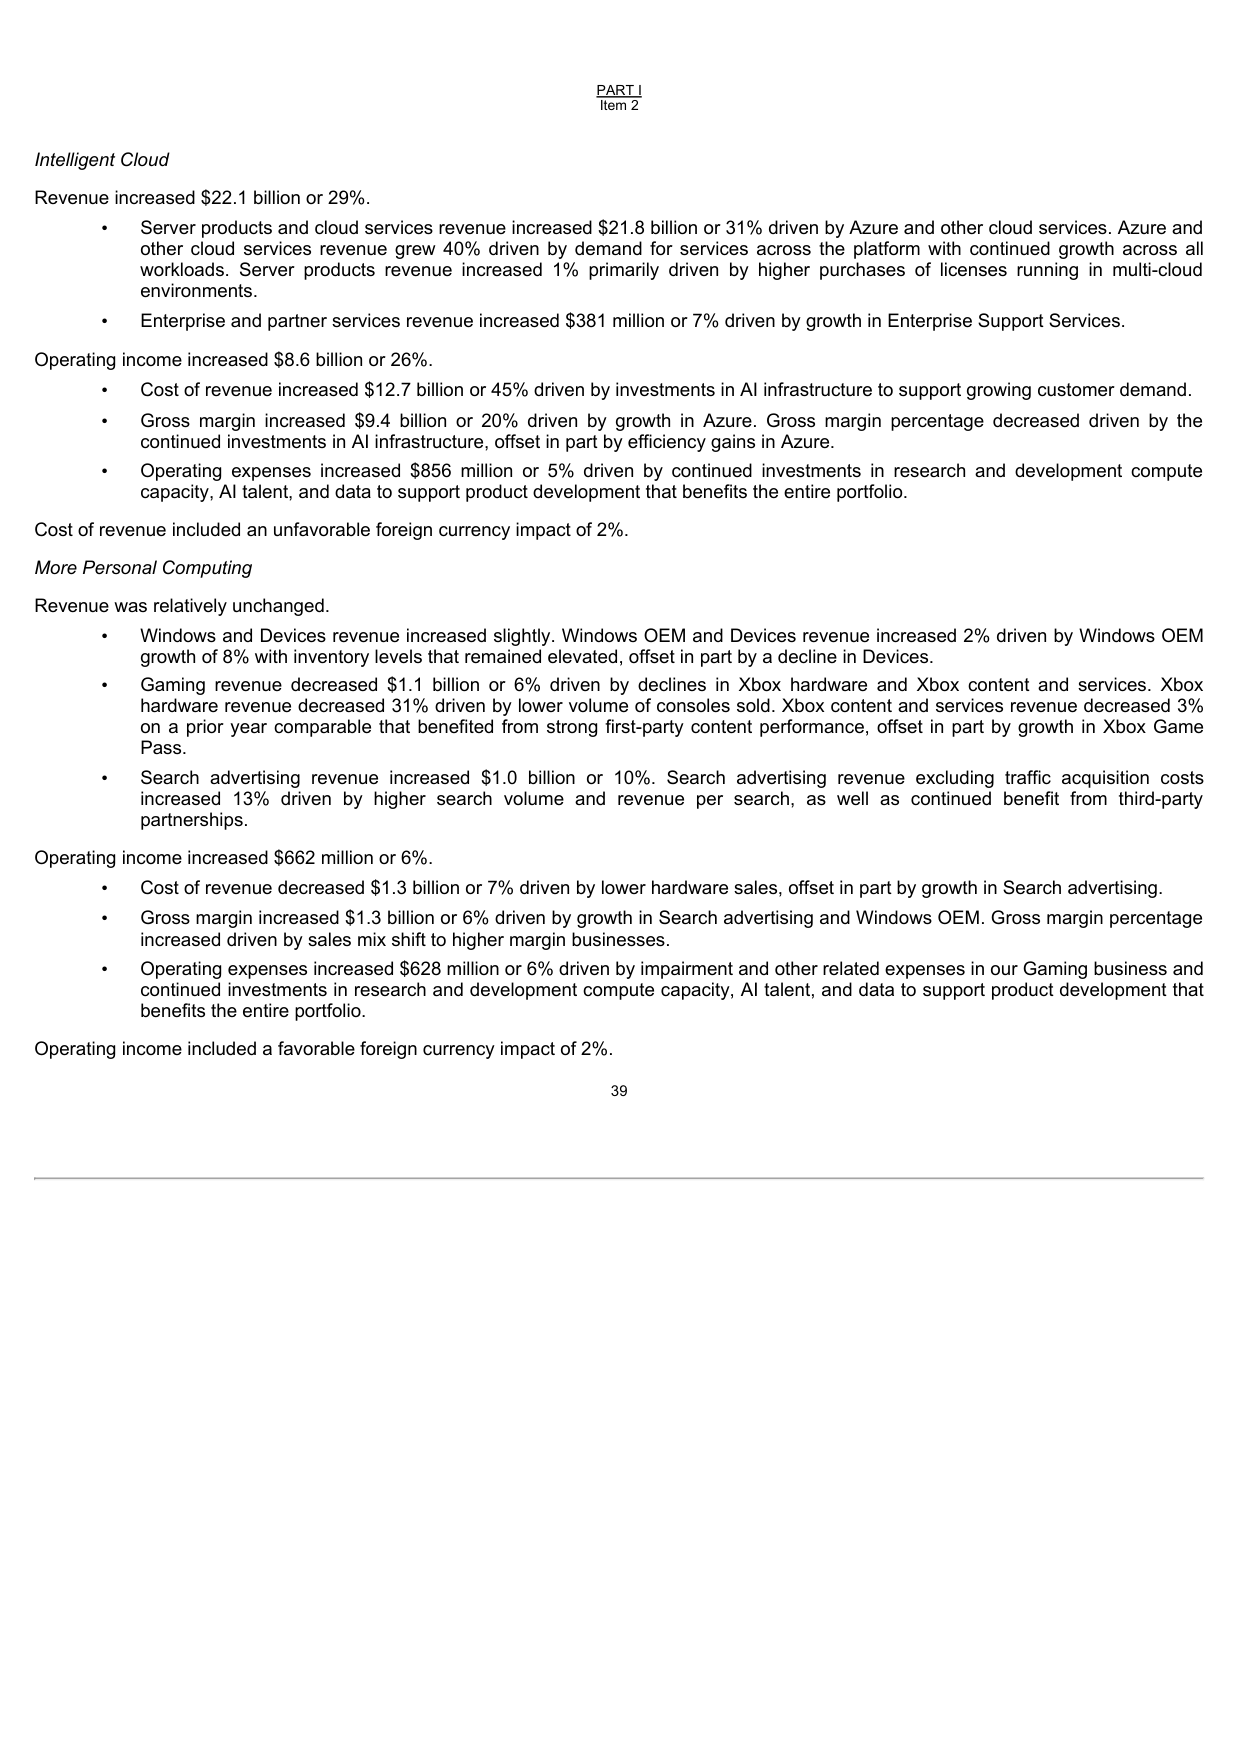 PART I
Item 2
Intelligent Cloud
Revenue increased $22.1 billion or 29%.
• Server products and cloud services revenue increased $21.8 billion or 31% driven by Azure and other cloud services. Azure and
other cloud services revenue grew 40% driven by demand for services across the platform with continued growth across all
workloads. Server products revenue increased 1% primarily driven by higher purchases of licenses running in multi-cloud
environments.
• Enterprise and partner services revenue increased $381 million or 7% driven by growth in Enterprise Support Services.
Operating income increased $8.6 billion or 26%.
• Cost of revenue increased $12.7 billion or 45% driven by investments in AI infrastructure to support growing customer demand.
• Gross margin increased $9.4 billion or 20% driven by growth in Azure. Gross margin percentage decreased driven by the
continued investments in AI infrastructure, offset in part by efficiency gains in Azure.
• Operating expenses increased $856 million or 5% driven by continued investments in research and development compute
capacity, AI talent, and data to support product development that benefits the entire portfolio.
Cost of revenue included an unfavorable foreign currency impact of 2%.
More Personal Computing
Revenue was relatively unchanged.
• Windows and Devices revenue increased slightly. Windows OEM and Devices revenue increased 2% driven by Windows OEM
growth of 8% with inventory levels that remained elevated, offset in part by a decline in Devices.
• Gaming revenue decreased $1.1 billion or 6% driven by declines in Xbox hardware and Xbox content and services. Xbox
hardware revenue decreased 31% driven by lower volume of consoles sold. Xbox content and services revenue decreased 3%
on a prior year comparable that benefited from strong first-party content performance, offset in part by growth in Xbox Game
Pass.
• Search advertising revenue increased $1.0 billion or 10%. Search advertising revenue excluding traffic acquisition costs
increased 13% driven by higher search volume and revenue per search, as well as continued benefit from third-party
partnerships.
Operating income increased $662 million or 6%.
• Cost of revenue decreased $1.3 billion or 7% driven by lower hardware sales, offset in part by growth in Search advertising.
• Gross margin increased $1.3 billion or 6% driven by growth in Search advertising and Windows OEM. Gross margin percentage
increased driven by sales mix shift to higher margin businesses.
• Operating expenses increased $628 million or 6% driven by impairment and other related expenses in our Gaming business and
continued investments in research and development compute capacity, AI talent, and data to support product development that
benefits the entire portfolio.
Operating income included a favorable foreign currency impact of 2%.
39